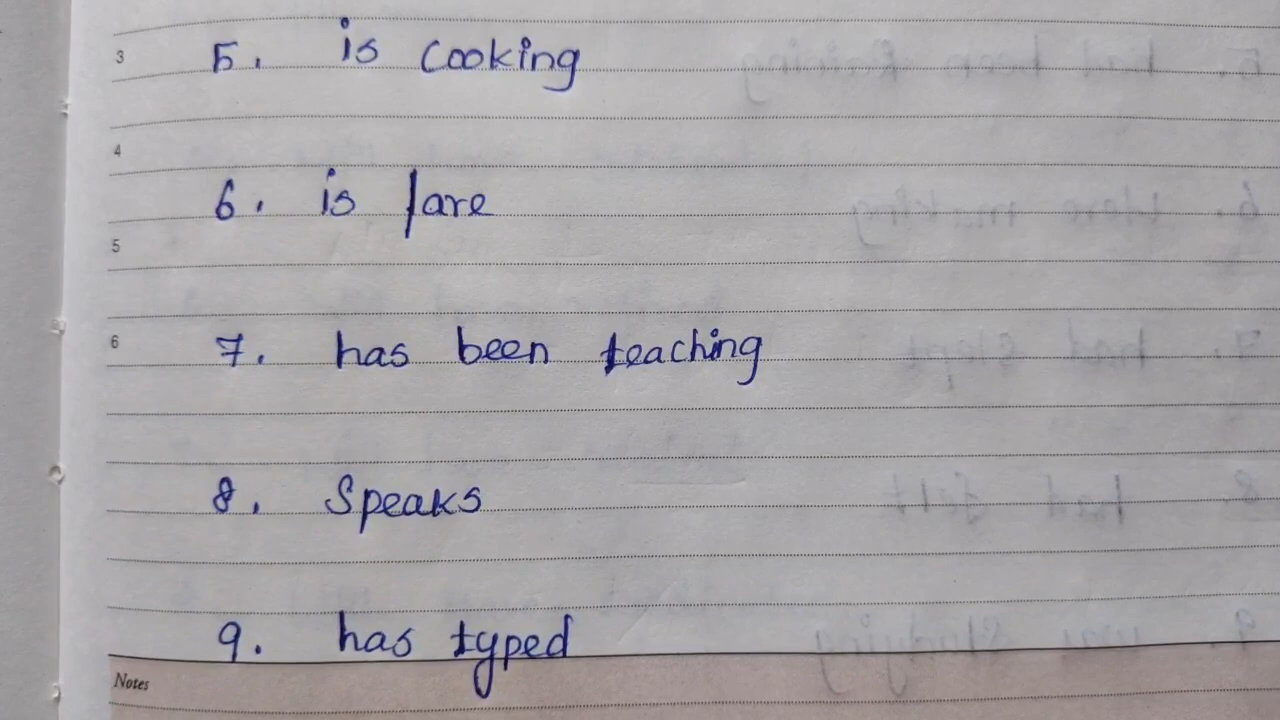 3
5. is cooking
4
6. is /are
5
6
7. has been teaching
8. Speaks
9. has typed
Notes